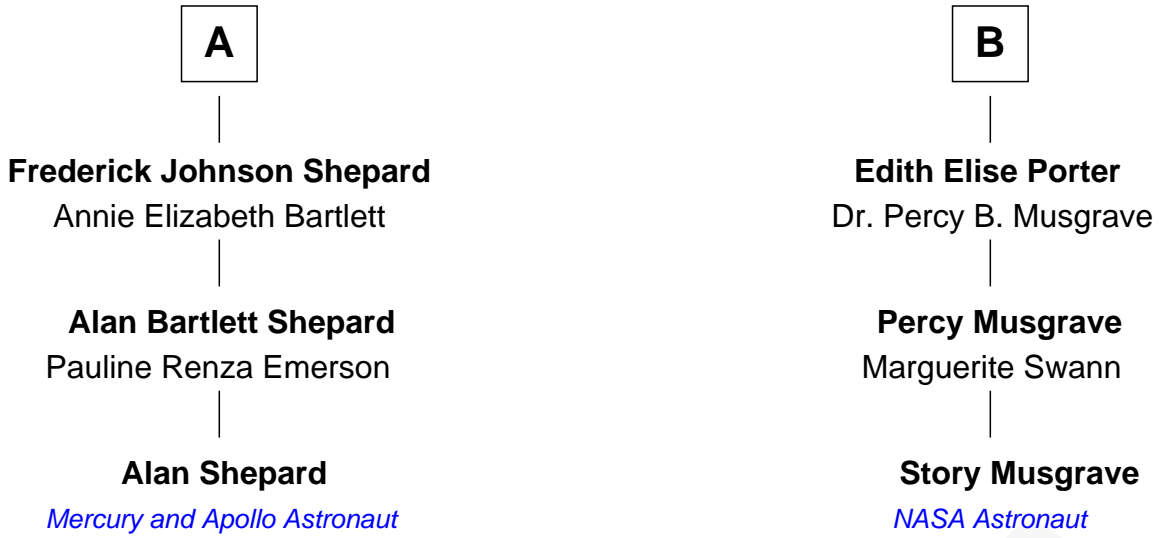 A
Frederick Johnson Shepard
Annie Elizabeth Bartlett
Alan Bartlett Shepard
Pauline Renza Emerson
Alan Shepard
Mercury and Apollo Astronaut
B
Edith Elise Porter
Dr. Percy B. Musgrave
Percy Musgrave
Marguerite Swann
Story Musgrave
NASA Astronaut